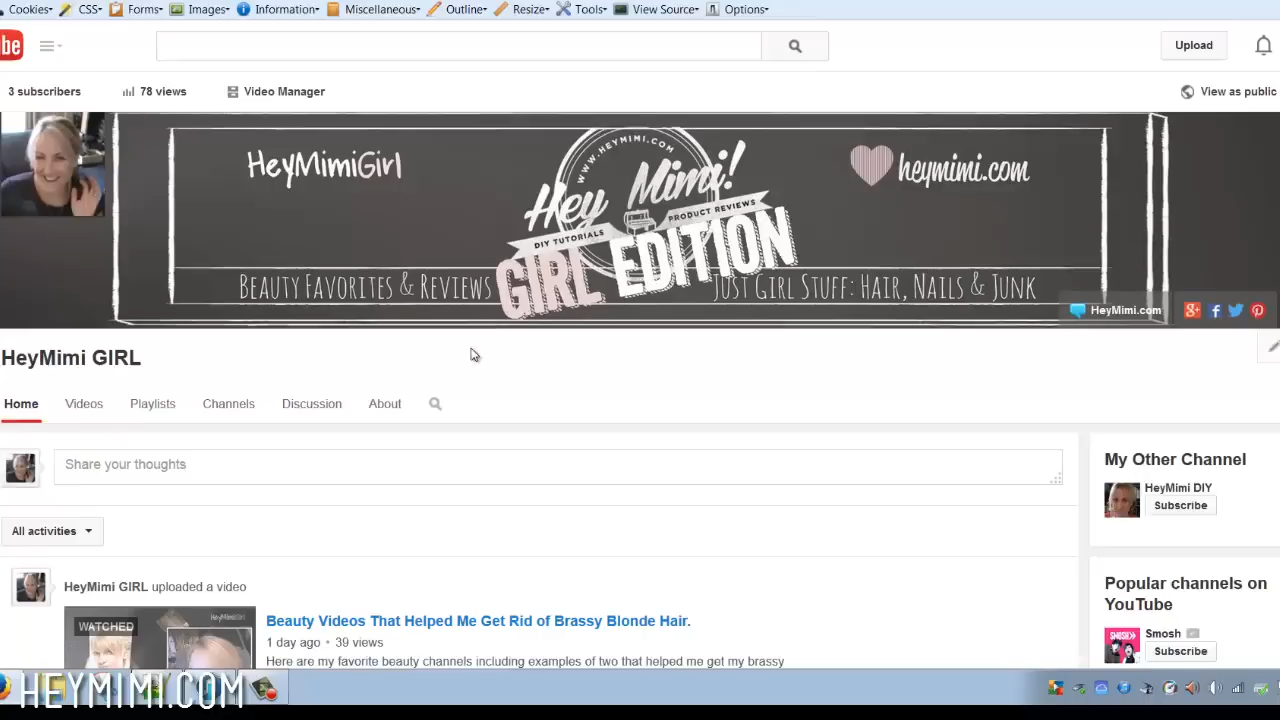 Cookies CSS Forms Images Information Miscellaneous Outline Resize Tools View Source Options
be
Upload
3 subscribers 78 views Video Manager View as public
WWW.HEYMIMI.COM
HeyMimiGirl
Hey Mimi!
heymimi.com
DIY TUTORIALS PRODUCT REVIEWS
GIRL EDITION
BEAUTY FAVORITES & REVIEWS JUST GIRL STUFF: HAIR, NAILS & JUNK
HeyMimi.com
HeyMimi GIRL
Home Videos Playlists Channels Discussion About
Share your thoughts
My Other Channel
HeyMimi DIY
Subscribe
All activities
HeyMimi GIRL uploaded a video
Popular channels on
YouTube
WATCHED
HeyMimiGirl
Beauty Videos That Helped Me Get Rid of Brassy Blonde Hair.
1 day ago • 39 views
Here are my favorite beauty channels including examples of two that helped me get my brassy
SMOSH
Smosh
Subscribe
HEYMIMI.COM